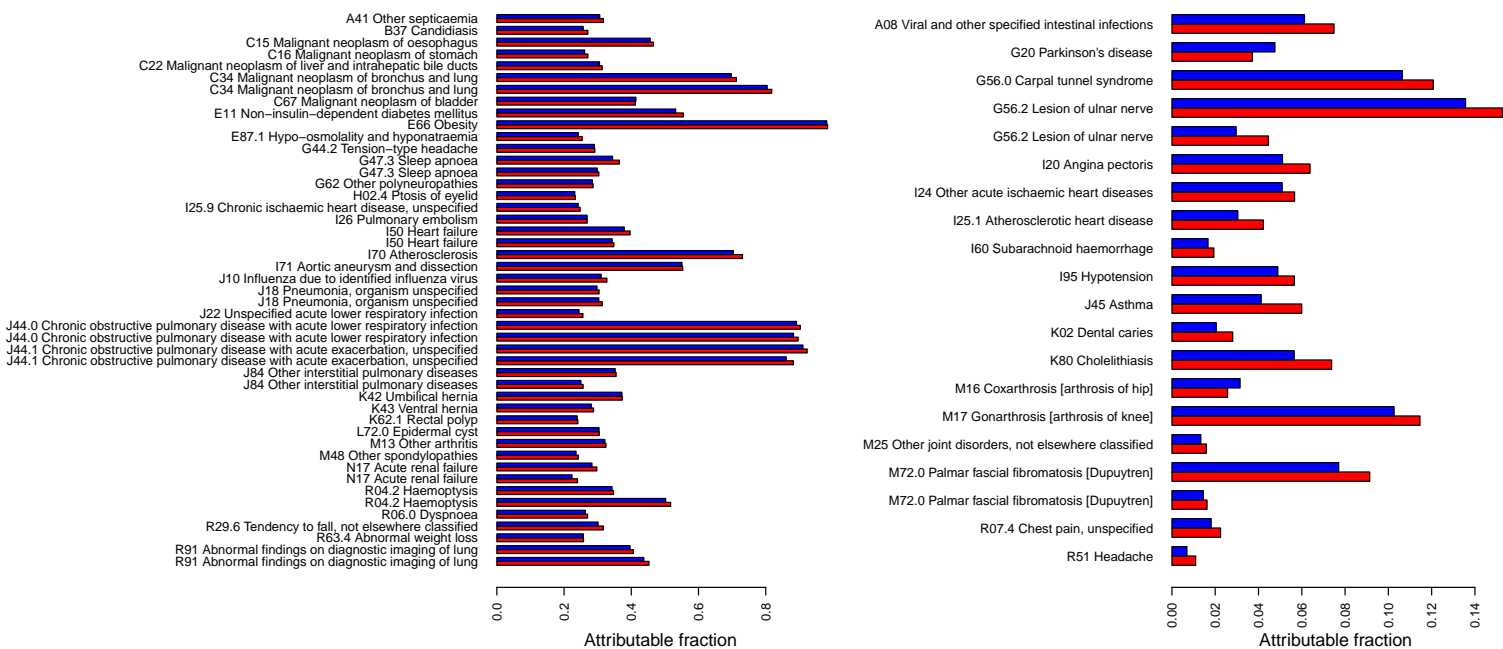 A41 Other septicaemia
B37 Candidiasis
C15 Malignant neoplasm of oesophagus
C16 Malignant neoplasm of stomach
C22 Malignant neoplasm of liver and intrahepatic bile ducts
C34 Malignant neoplasm of bronchus and lung
C34 Malignant neoplasm of bronchus and lung
C67 Malignant neoplasm of bladder
E11 Non−insulin−dependent diabetes mellitus
E66 Obesity
E87.1 Hypo−osmolality and hyponatraemia
G44.2 Tension−type headache
G47.3 Sleep apnoea
G47.3 Sleep apnoea
G62 Other polyneuropathies
H02.4 Ptosis of eyelid
I25.9 Chronic ischaemic heart disease, unspecified
I26 Pulmonary embolism
I50 Heart failure
I50 Heart failure
I70 Atherosclerosis
I71 Aortic aneurysm and dissection
J10 Influenza due to identified influenza virus
J18 Pneumonia, organism unspecified
J18 Pneumonia, organism unspecified
J22 Unspecified acute lower respiratory infection
J44.0 Chronic obstructive pulmonary disease with acute lower respiratory infection
J44.0 Chronic obstructive pulmonary disease with acute lower respiratory infection
J44.1 Chronic obstructive pulmonary disease with acute exacerbation, unspecified
J44.1 Chronic obstructive pulmonary disease with acute exacerbation, unspecified
J84 Other interstitial pulmonary diseases
J84 Other interstitial pulmonary diseases
K42 Umbilical hernia
K43 Ventral hernia
K62.1 Rectal polyp
L72.0 Epidermal cyst
M13 Other arthritis
M48 Other spondylopathies
N17 Acute renal failure
N17 Acute renal failure
R04.2 Haemoptysis
R04.2 Haemoptysis
R06.0 Dyspnoea
R29.6 Tendency to fall, not elsewhere classified
R63.4 Abnormal weight loss
R91 Abnormal findings on diagnostic imaging of lung
R91 Abnormal findings on diagnostic imaging of lung
0.0 0.2 0.4 0.6 0.8
Attributable fraction
A08 Viral and other specified intestinal infections
G20 Parkinson's disease
G56.0 Carpal tunnel syndrome
G56.2 Lesion of ulnar nerve
G56.2 Lesion of ulnar nerve
I20 Angina pectoris
I24 Other acute ischaemic heart diseases
I25.1 Atherosclerotic heart disease
I60 Subarachnoid haemorrhage
I95 Hypotension
J45 Asthma
K02 Dental caries
K80 Cholelithiasis
M16 Coxarthrosis [arthrosis of hip]
M17 Gonarthrosis [arthrosis of knee]
M25 Other joint disorders, not elsewhere classified
M72.0 Palmar fascial fibromatosis [Dupuytren]
M72.0 Palmar fascial fibromatosis [Dupuytren]
R07.4 Chest pain, unspecified
R51 Headache
0.00 0.02 0.04 0.06 0.08 0.10 0.12 0.14
Attributable fraction